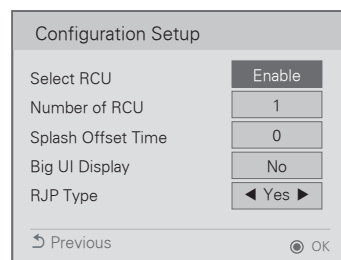 Configuration Setup
Select RCU Enable
Number of RCU 1
Splash Offset Time 0
Big UI Display No
RJP Type ◀ Yes ▶
Previous OK